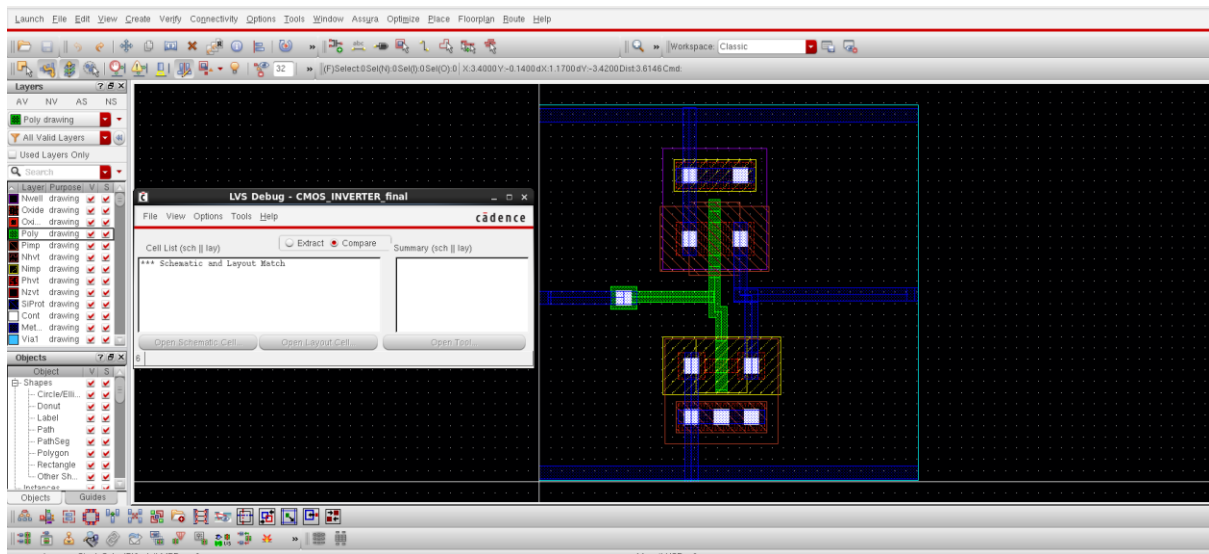 Launch File Edit View Create Verify Connectivity Options Tools Window Assura Optimize Place Floorplan Route Help
Workspace: Classic
32 (F)Select:0 Sel(N):0 Sel(I):0 Sel(O):0 X:3.4000 Y:-0.1400 dX:1.1700 dY:-3.4200 Dist:3.6146 Cmd:
Layers
AV NV AS NS
Poly drawing
All Valid Layers
Used Layers Only
Search
Layer Purpose V S
Nwell drawing
Oxide drawing
Oxi... drawing
Poly drawing
Pimp drawing
Nhvt drawing
Nimp drawing
Phvt drawing
Nzvt drawing
SiProt drawing
Cont drawing
Met... drawing
Via1 drawing
Objects
Object V S
Shapes
Circle/Elli...
Donut
Label
Path
PathSeg
Polygon
Rectangle
Other Sh...
Instances
Objects Guides
LVS Debug - CMOS_INVERTER_final
File View Options Tools Help
cādence
Cell List (sch || lay)
Extract Compare
Summary (sch || lay)
*** Schematic and Layout Match
Open Schematic Cell... Open Layout Cell... Open Tool...
6